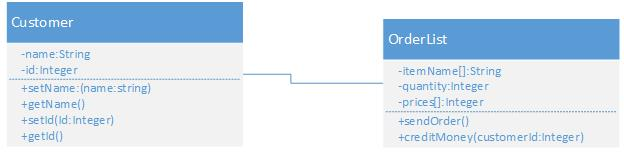 Customer
-name:String
-id:Integer
+setName:(name:string)
+getName()
+setId(Id:Integer)
+getId()
OrderList
-itemName[]:String
-quantity:Integer
-prices[]:Integer
+sendOrder()
+creditMoney(customerId:Integer)